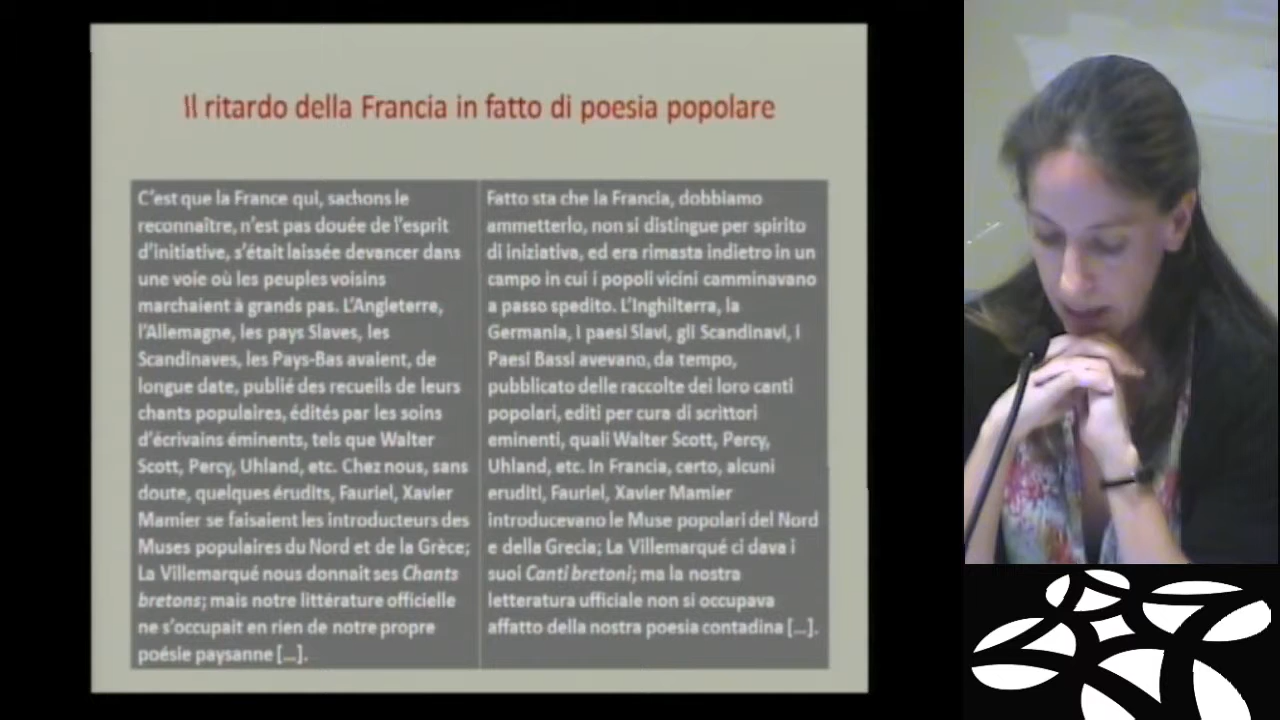 Il ritardo della Francia in fatto di poesia popolare
C'est que la France qui, sachons le
reconnaître, n'est pas douée de l'esprit
d'initiative, s'était laissée devancer dans
une voie où les peuples voisins
marchaient à grands pas. L'Angleterre,
l'Allemagne, les pays Slaves, les
Scandinaves, les Pays-Bas avaient, de
longue date, publié des recueils de leurs
chants populaires, édités par les soins
d'écrivains éminents, tels que Walter
Scott, Percy, Uhland, etc. Chez nous, sans
doute, quelques érudits, Fauriel, Xavier
Mamier se faisaient les introducteurs des
Muses populaires du Nord et de la Grèce;
La Villemarqué nous donnait ses Chants
bretons; mais notre littérature officielle
ne s'occupait en rien de notre propre
poésie paysanne [...].
Fatto sta che la Francia, dobbiamo
ammetterlo, non si distingue per spirito
di iniziativa, ed era rimasta indietro in un
campo in cui i popoli vicini camminavano
a passo spedito. L'Inghilterra, la
Germania, i paesi Slavi, gli Scandinavi, i
Paesi Bassi avevano, da tempo,
pubblicato delle raccolte dei loro canti
popolari, editi per cura di scrittori
eminenti, quali Walter Scott, Percy,
Uhland, etc. In Francia, certo, alcuni
eruditi, Fauriel, Xavier Mamier
introducevano le Muse popolari del Nord
e della Grecia; La Villemarqué ci dava i
suoi Canti bretoni; ma la nostra
letteratura ufficiale non si occupava
affatto della nostra poesia contadina [...].